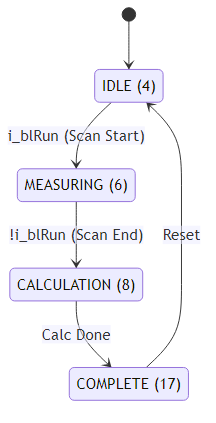 IDLE (4)
i_blRun (Scan Start)
MEASURING (6)
!i_blRun (Scan End)
Reset
CALCULATION (8)
Calc Done
COMPLETE (17)